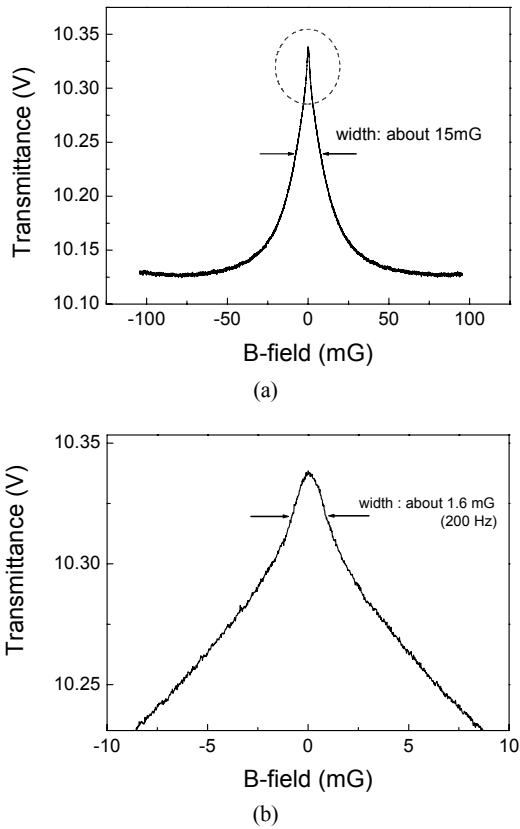 10.35
10.30
10.25
10.20
10.15
10.10
Transmittance (V)
width: about 15mG
-100 -50 0 50 100
B-field (mG)
(a)
10.35
10.30
10.25
Transmittance (V)
width : about 1.6 mG
(200 Hz)
-10 -5 0 5 10
B-field (mG)
(b)